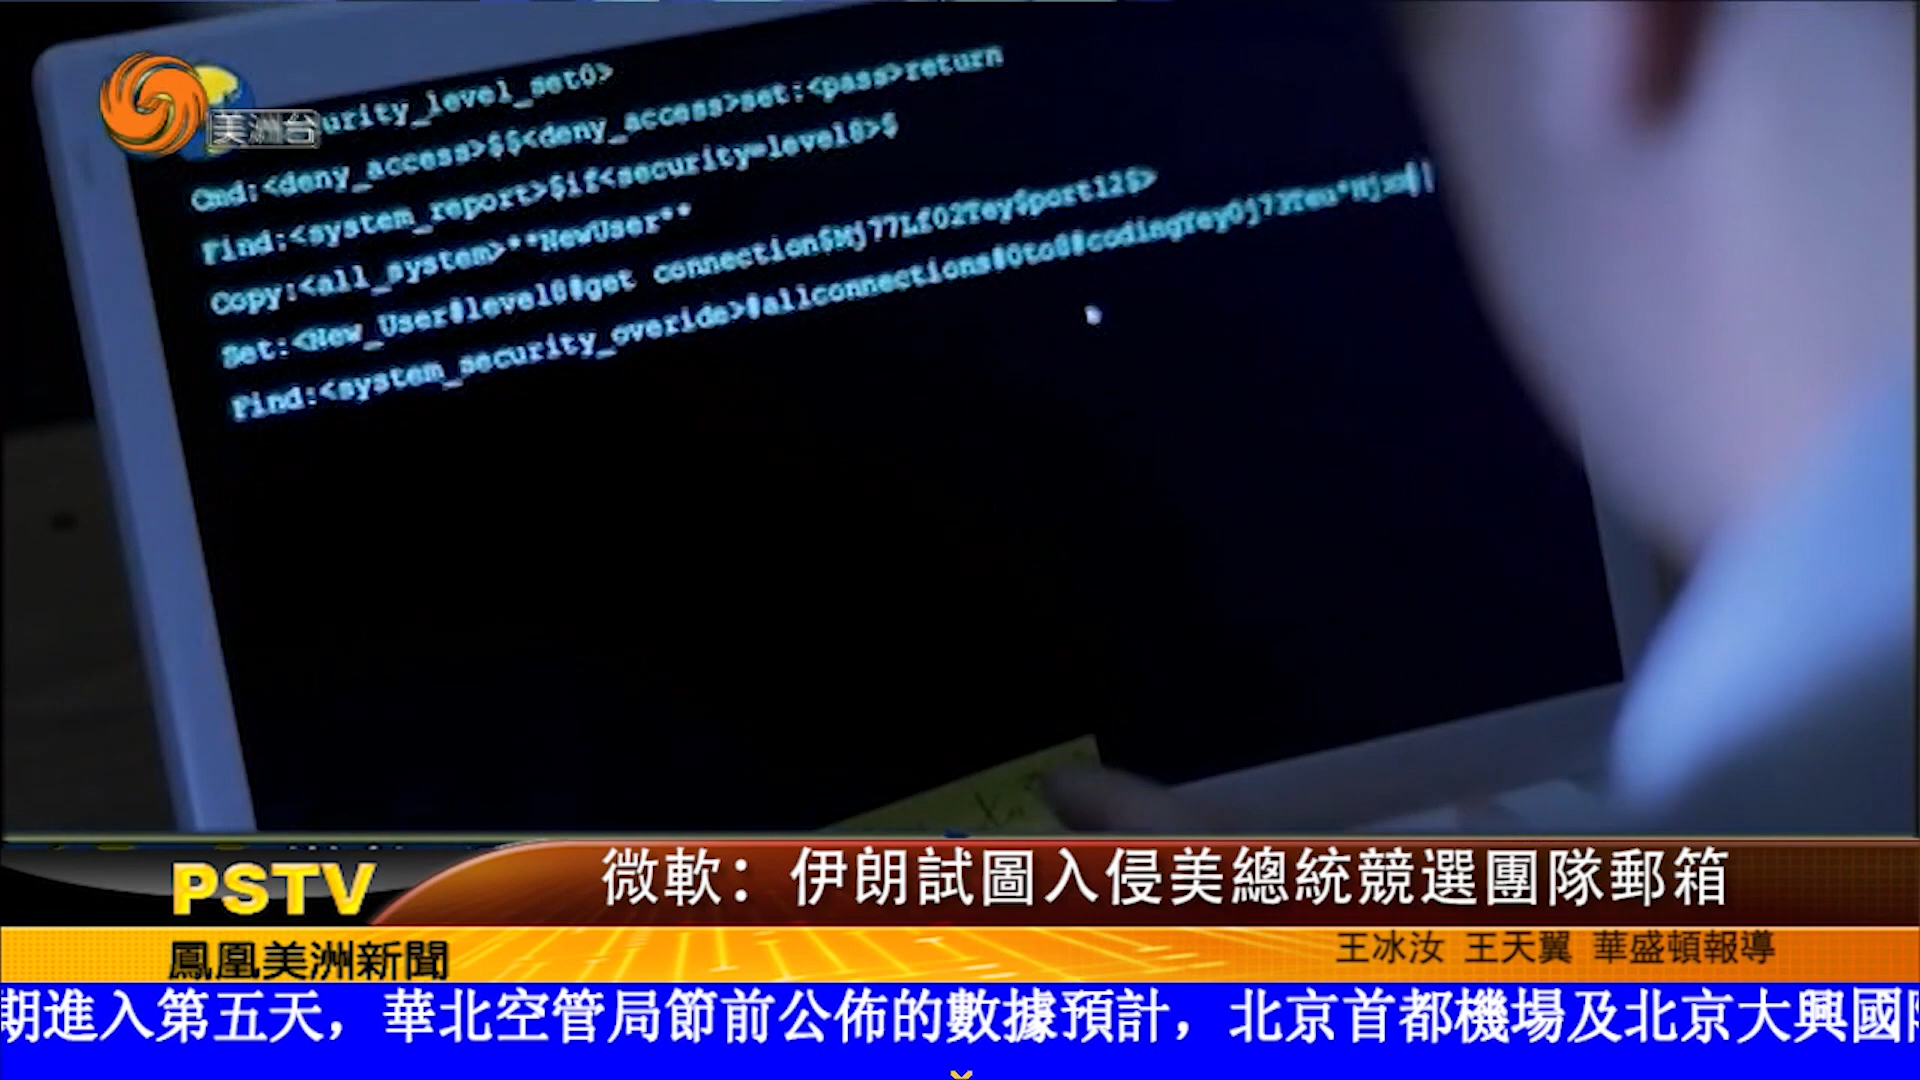 美洲台
urity_level_set0>
Cmd:<deny_access>$$<deny_access>set:<pass>return
Find:<system_report>$if<security=level8>$
Copy:<all_system>**NewUser**
Set:<New_User#level8#get connection$Mj77Lf02Tey$port12$>
Find:<system_security_overide>#allconnections#0to8#
PSTV
微軟：伊朗試圖入侵美總統競選團隊郵箱
鳳凰美洲新聞
王冰汝 王天翼 華盛頓報導
期進入第五天，華北空管局節前公佈的數據預計，北京首都機場及北京大興國